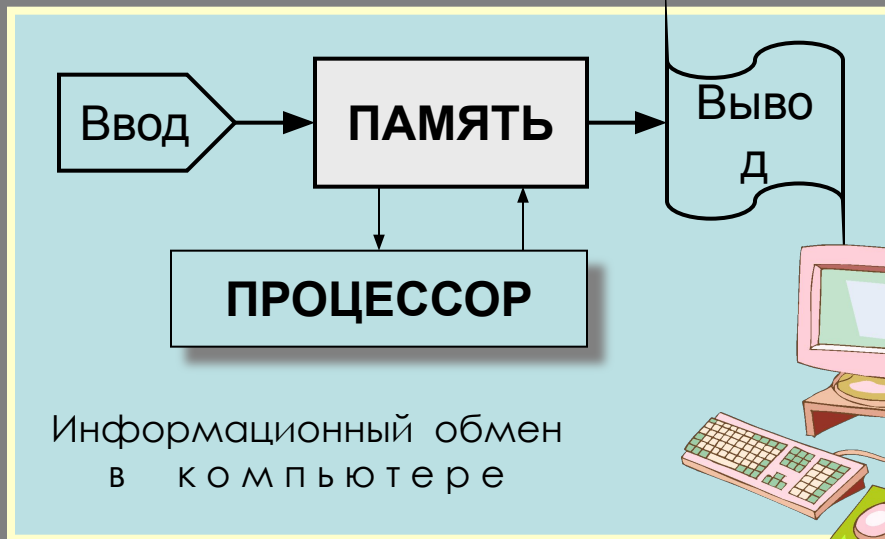 Ввод
ПАМЯТЬ
Выво
д
ПРОЦЕССОР
Информационный обмен
в компьютере